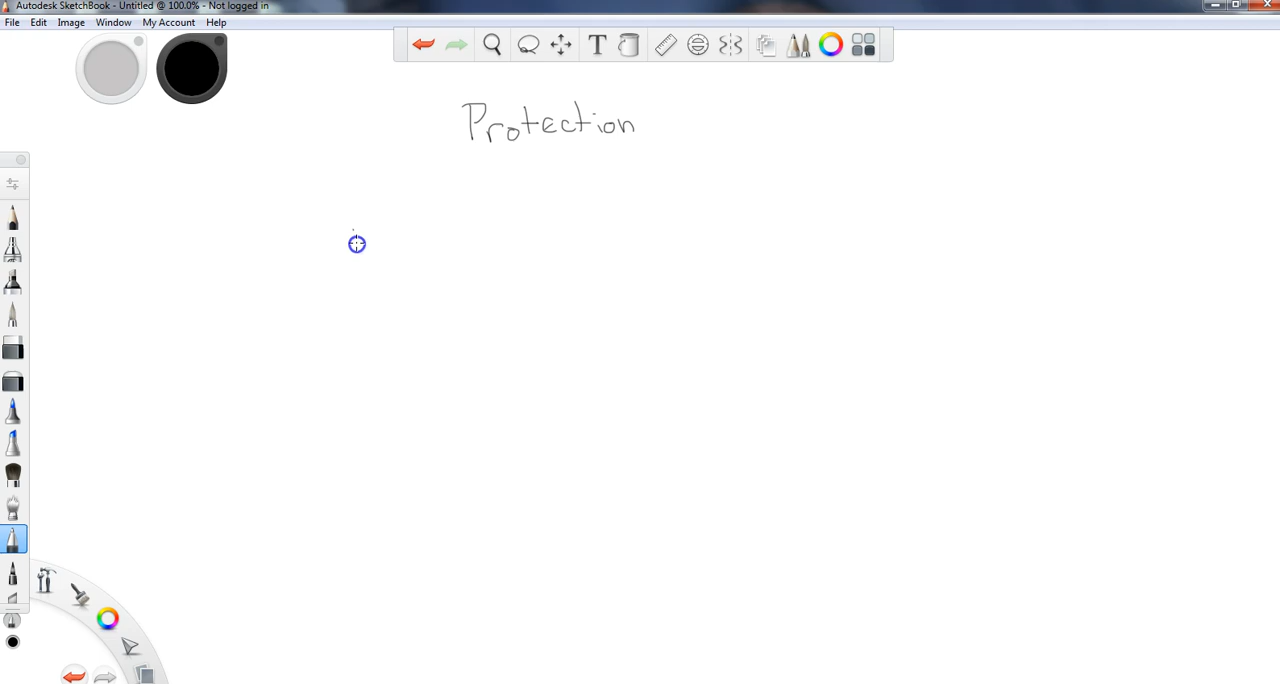 Autodesk SketchBook - Untitled @ 100.0% - Not logged in
File Edit Image Window My Account Help
T
Protection